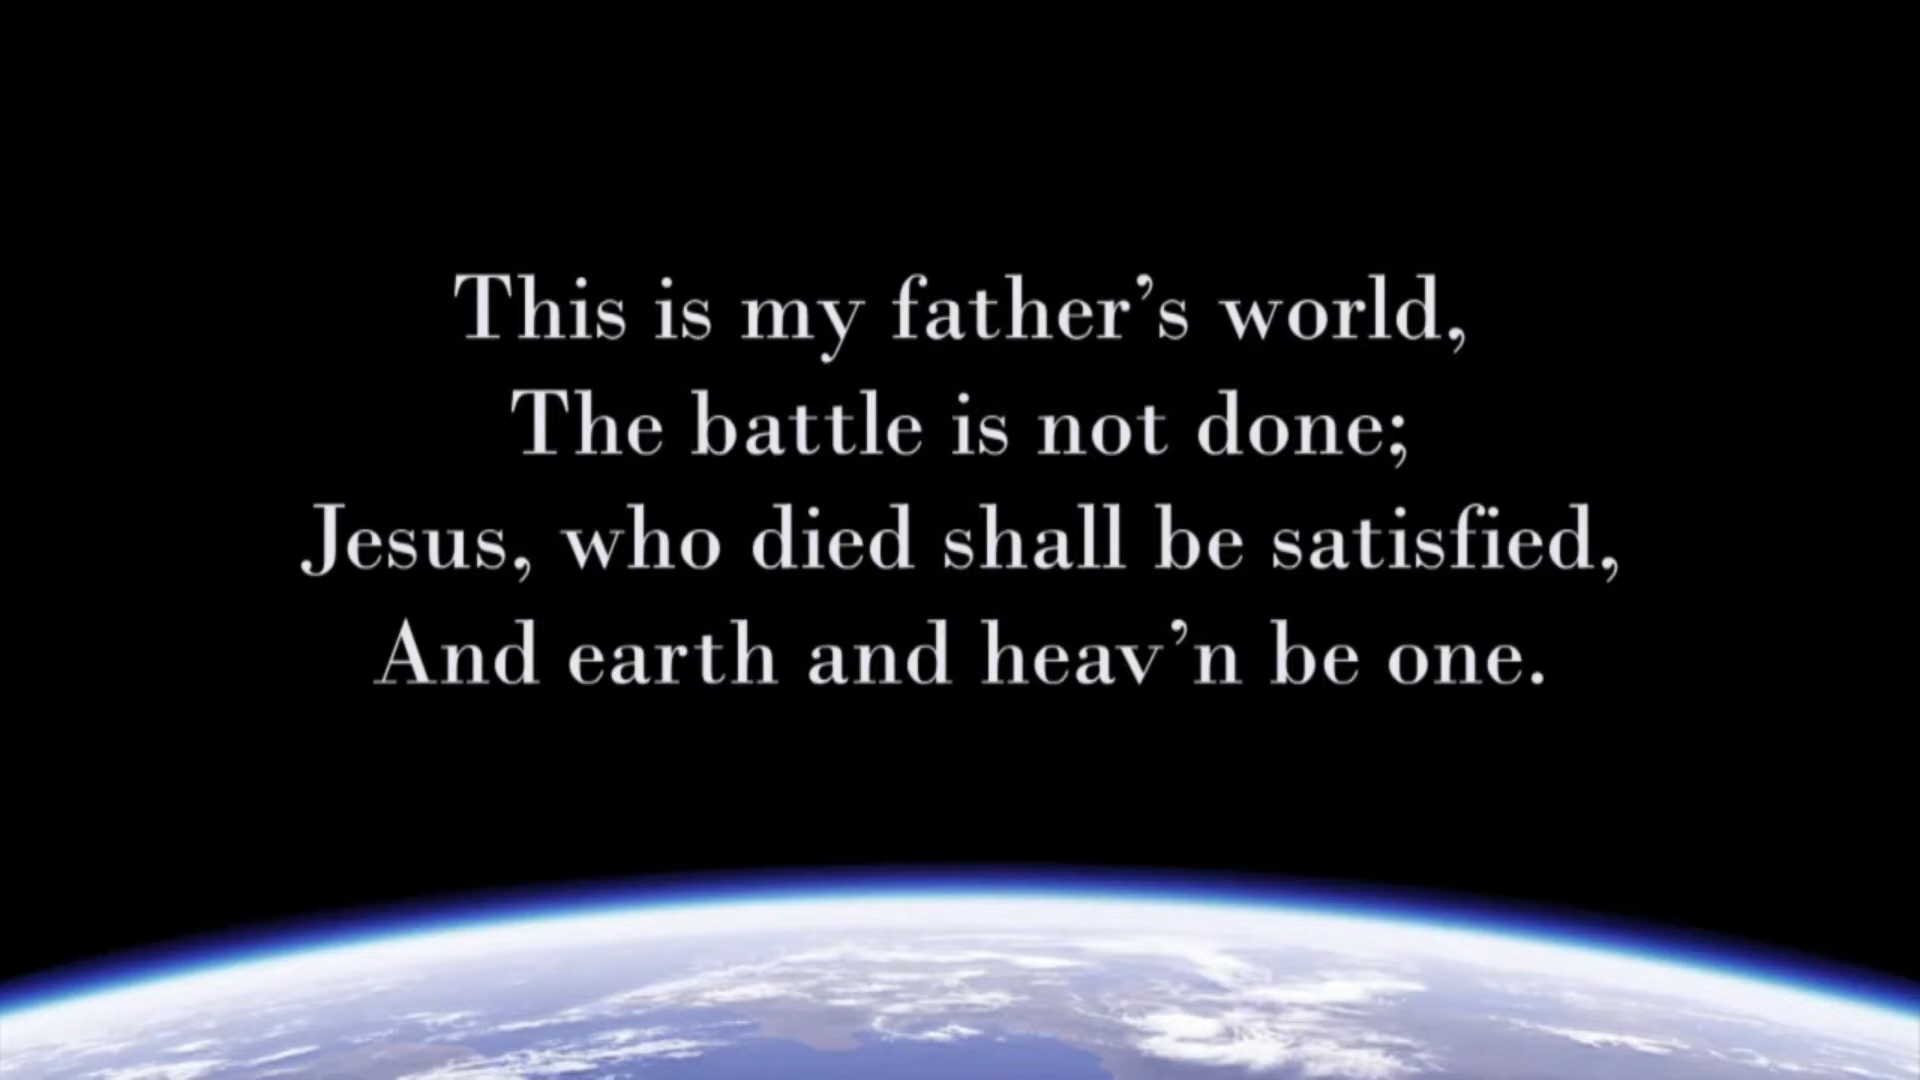 This is my father’s world,
The battle is not done;
Jesus, who died shall be satisfied,
And earth and heav’n be one.